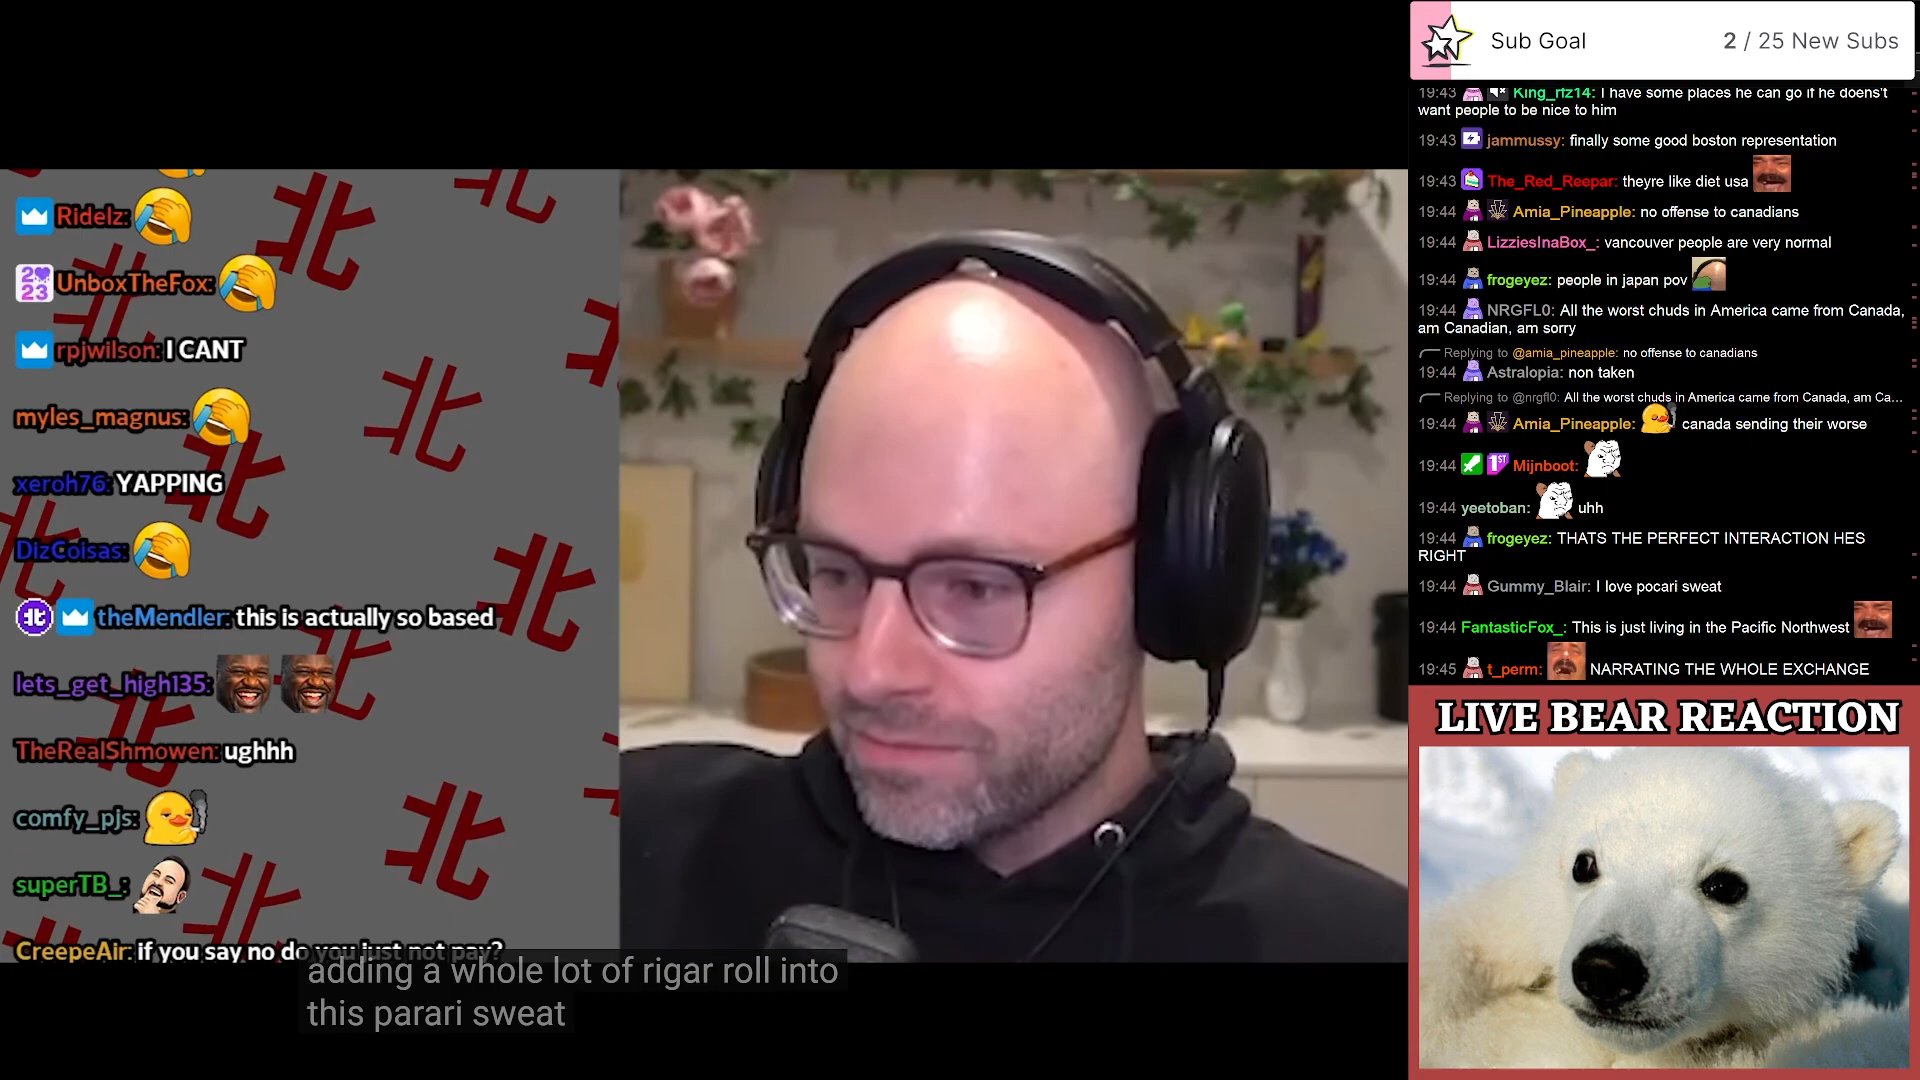 Sub Goal 2 / 25 New Subs
Ridelz:
UnboxTheFox:
rpjwilson: I CANT
myles_magnus:
xeroh76: YAPPING
DizCoisas:
theMendler: this is actually so based
lets_get_high135:
TheRealShmowen: ughhh
comfy_pjs:
superTB_:
CreepeAir: if you say no do you just not pay?
adding a whole lot of rigar roll into
this parari sweat
19:43 King_rfz14: I have some places he can go if he doens't
want people to be nice to him
19:43 jammussy: finally some good boston representation
19:43 The_Red_Reepar: theyre like diet usa
19:44 Amia_Pineapple: no offense to canadians
19:44 LizziesInaBox_: vancouver people are very normal
19:44 frogeyez: people in japan pov
19:44 NRGFL0: All the worst chuds in America came from Canada,
am Canadian, am sorry
Replying to @amia_pineapple: no offense to canadians
19:44 Astralopia: non taken
Replying to @nrgfl0: All the worst chuds in America came from Canada, am Ca...
19:44 Amia_Pineapple: canada sending their worse
19:44 1ST Mijnboot:
19:44 yeetoban: uhh
19:44 frogeyez: THATS THE PERFECT INTERACTION HES
RIGHT
19:44 Gummy_Blair: I love pocari sweat
19:44 FantasticFox_: This is just living in the Pacific Northwest
19:45 t_perm: NARRATING THE WHOLE EXCHANGE
LIVE BEAR REACTION
北